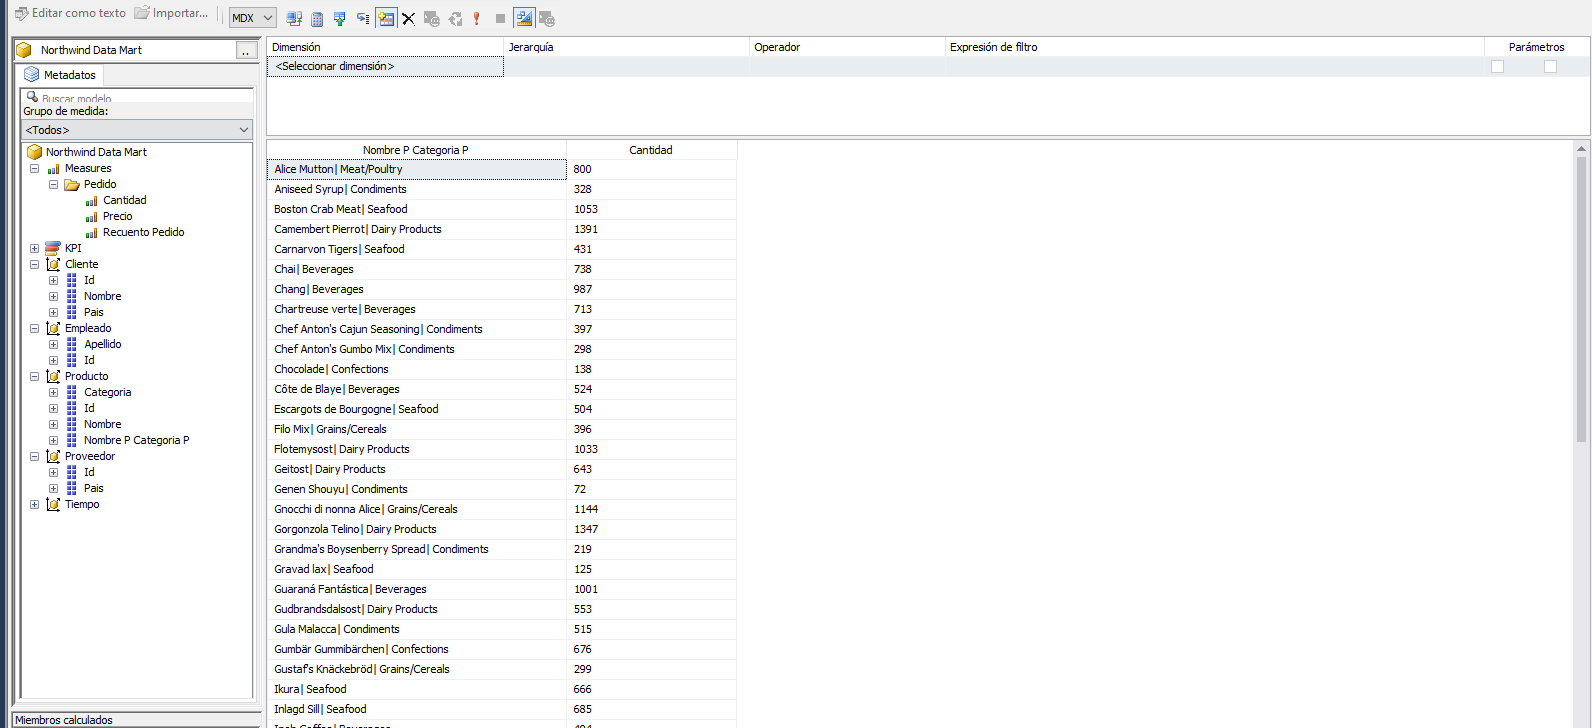 Editar como texto Importar... MDX
Northwind Data Mart ..
Metadatos
Buscar modelo
Grupo de medida:
<Todos>
Northwind Data Mart
Measures
Pedido
Cantidad
Precio
Recuento Pedido
KPI
Cliente
Id
Nombre
Pais
Empleado
Apellido
Id
Producto
Categoria
Id
Nombre
Nombre P Categoria P
Proveedor
Id
Pais
Tiempo
Miembros calculados
Dimensión Jerarquía Operador Expresión de filtro Parámetros
<Seleccionar dimensión>
Nombre P Categoria P Cantidad
Alice Mutton| Meat/Poultry 800
Aniseed Syrup| Condiments 328
Boston Crab Meat| Seafood 1053
Camembert Pierrot| Dairy Products 1391
Carnarvon Tigers| Seafood 431
Chai| Beverages 738
Chang| Beverages 987
Chartreuse verte| Beverages 713
Chef Anton's Cajun Seasoning| Condiments 397
Chef Anton's Gumbo Mix| Condiments 298
Chocolade| Confections 138
Côte de Blaye| Beverages 524
Escargots de Bourgogne| Seafood 504
Filo Mix| Grains/Cereals 396
Flotemysost| Dairy Products 1033
Geitost| Dairy Products 643
Genen Shouyu| Condiments 72
Gnocchi di nonna Alice| Grains/Cereals 1144
Gorgonzola Telino| Dairy Products 1347
Grandma's Boysenberry Spread| Condiments 219
Gravad lax| Seafood 125
Guaraná Fantástica| Beverages 1001
Gudbrandsdalsost| Dairy Products 553
Gula Malacca| Condiments 515
Gumbär Gummibärchen| Confections 676
Gustaf's Knäckebröd| Grains/Cereals 299
Ikura| Seafood 666
Inlagd Sill| Seafood 685